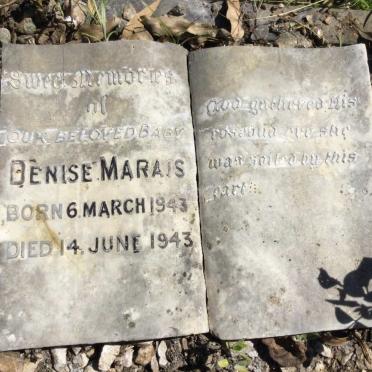 Sweet Memories
of
OUR BELOVED BABY
DENISE MARAIS
BORN 6. MARCH 1943
DIED 14. JUNE 1943
God gathered His
rosebud ere she
was soiled by this
earth